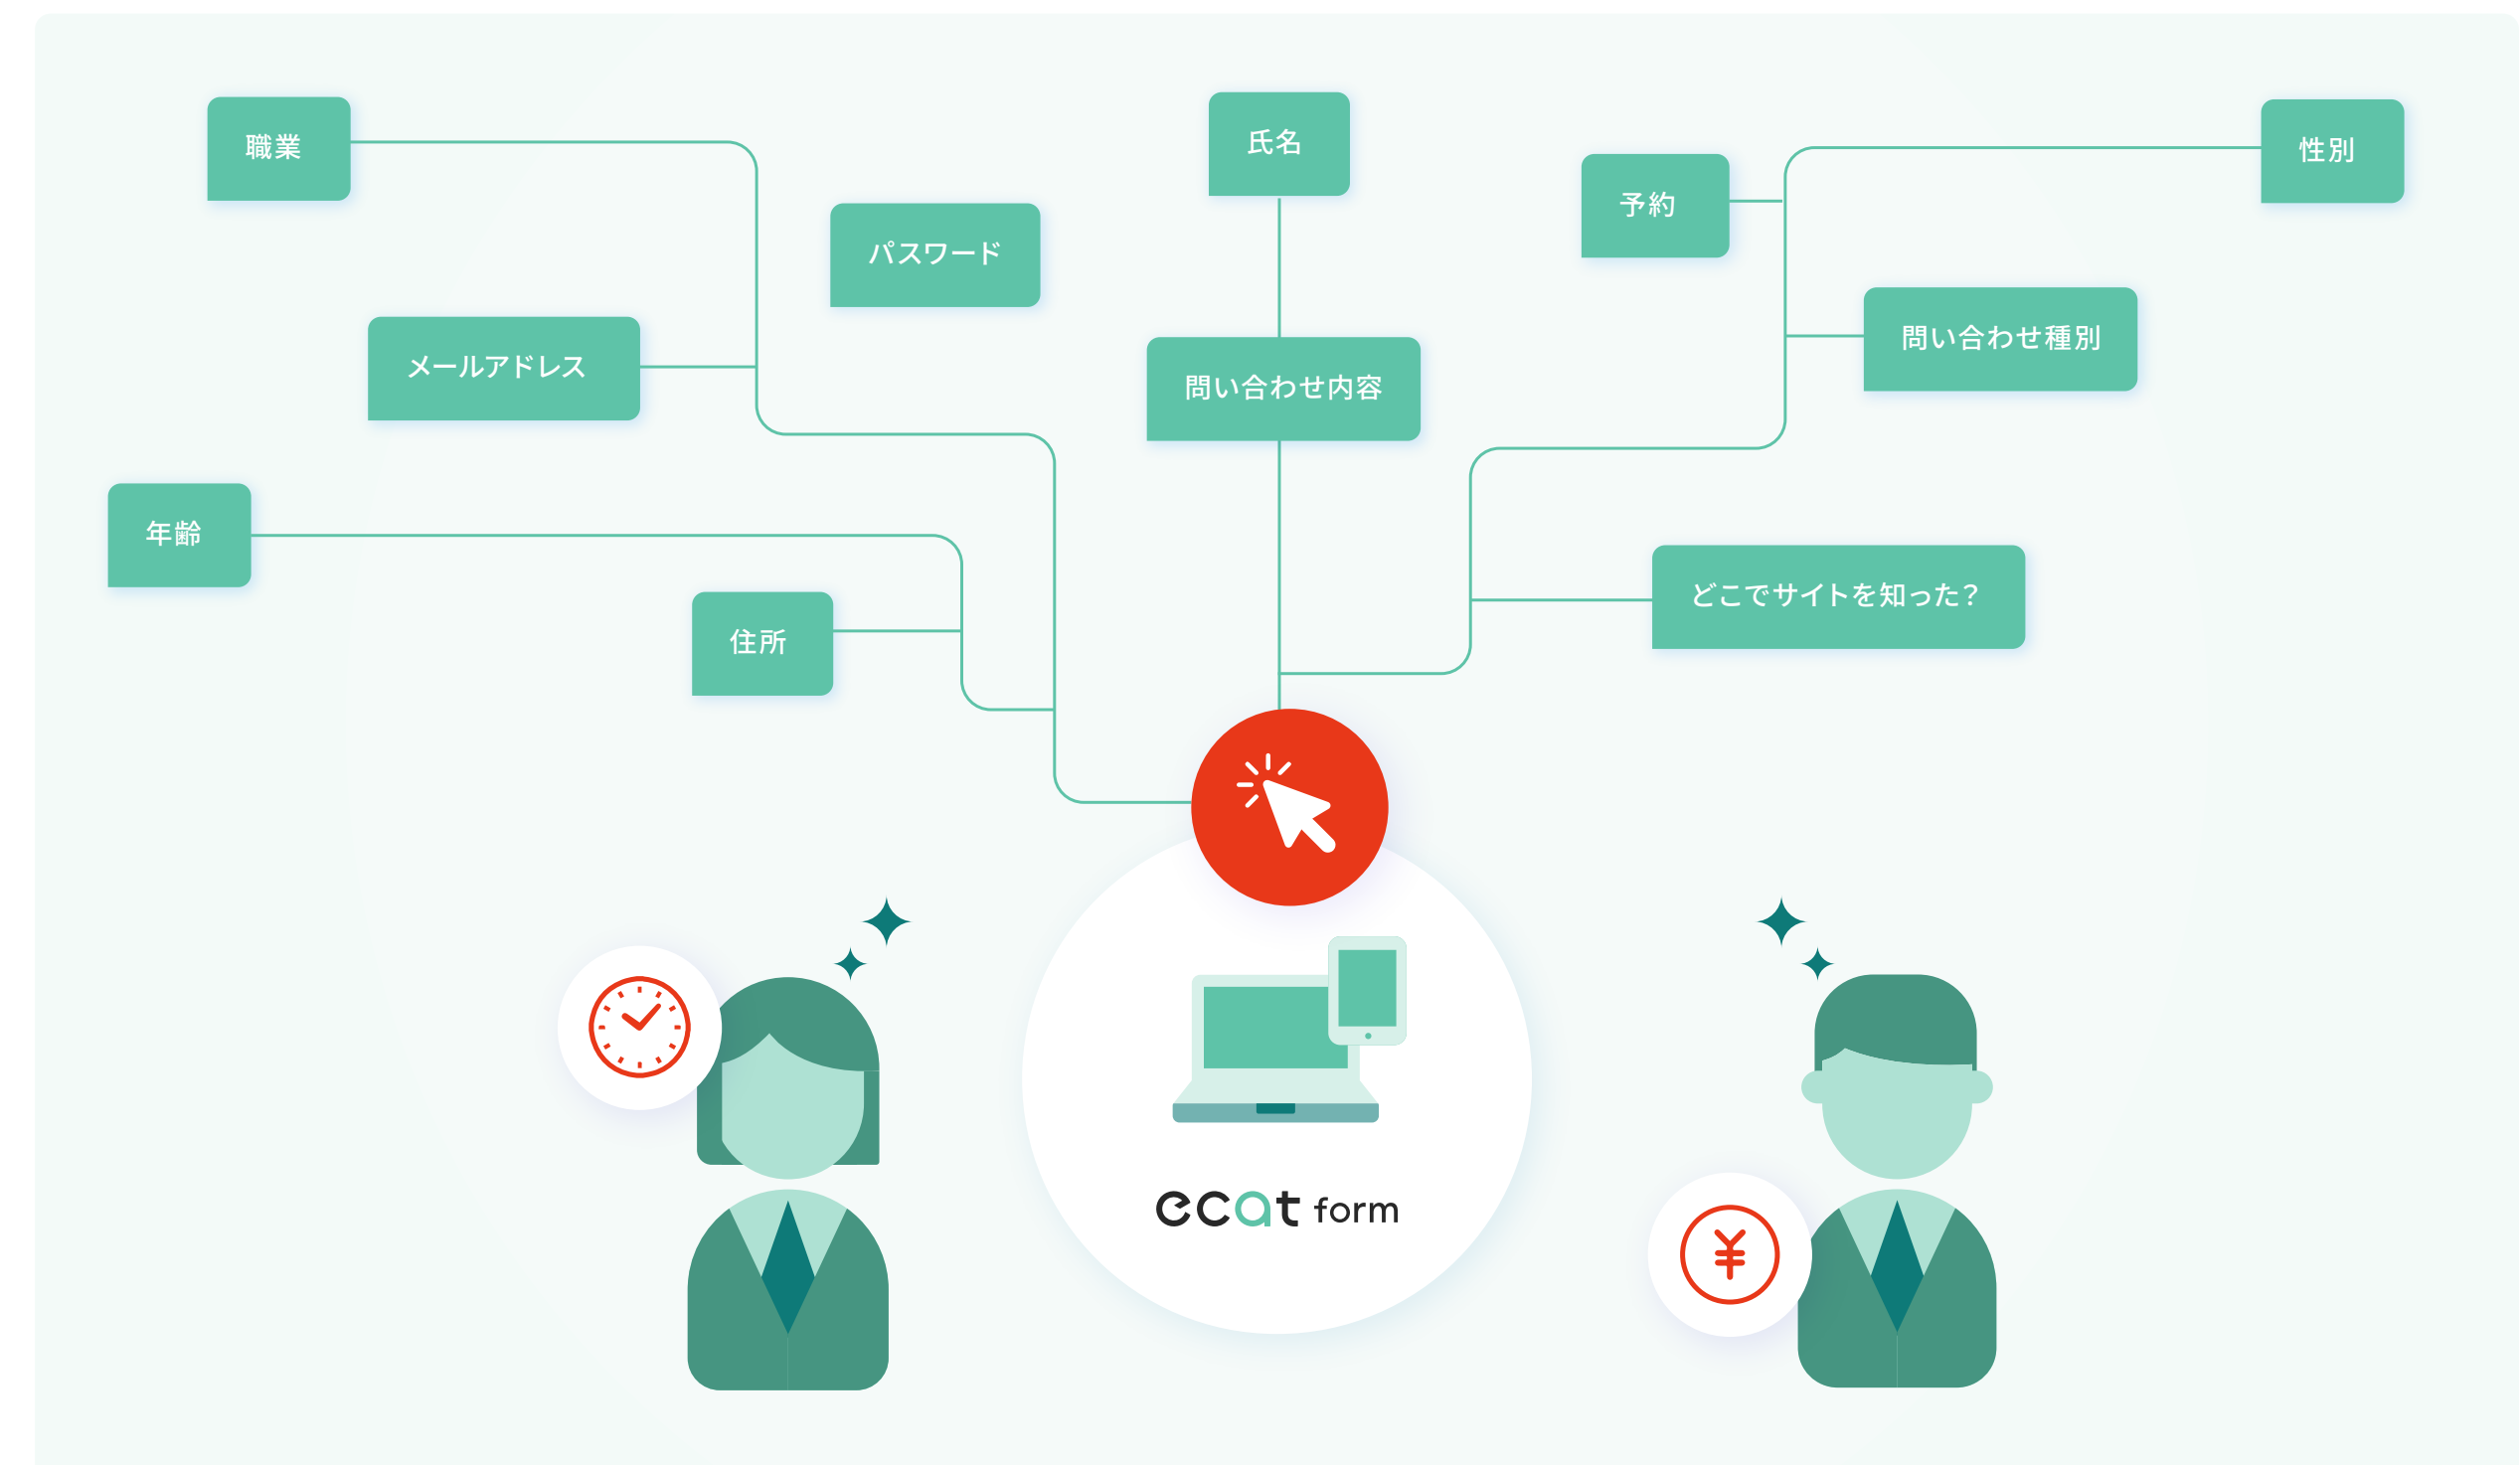 職業
氏名
性別
予約
パスワード
問い合わせ種別
メールアドレス
問い合わせ内容
年齢
どこでサイトを知った？
住所
ecat form